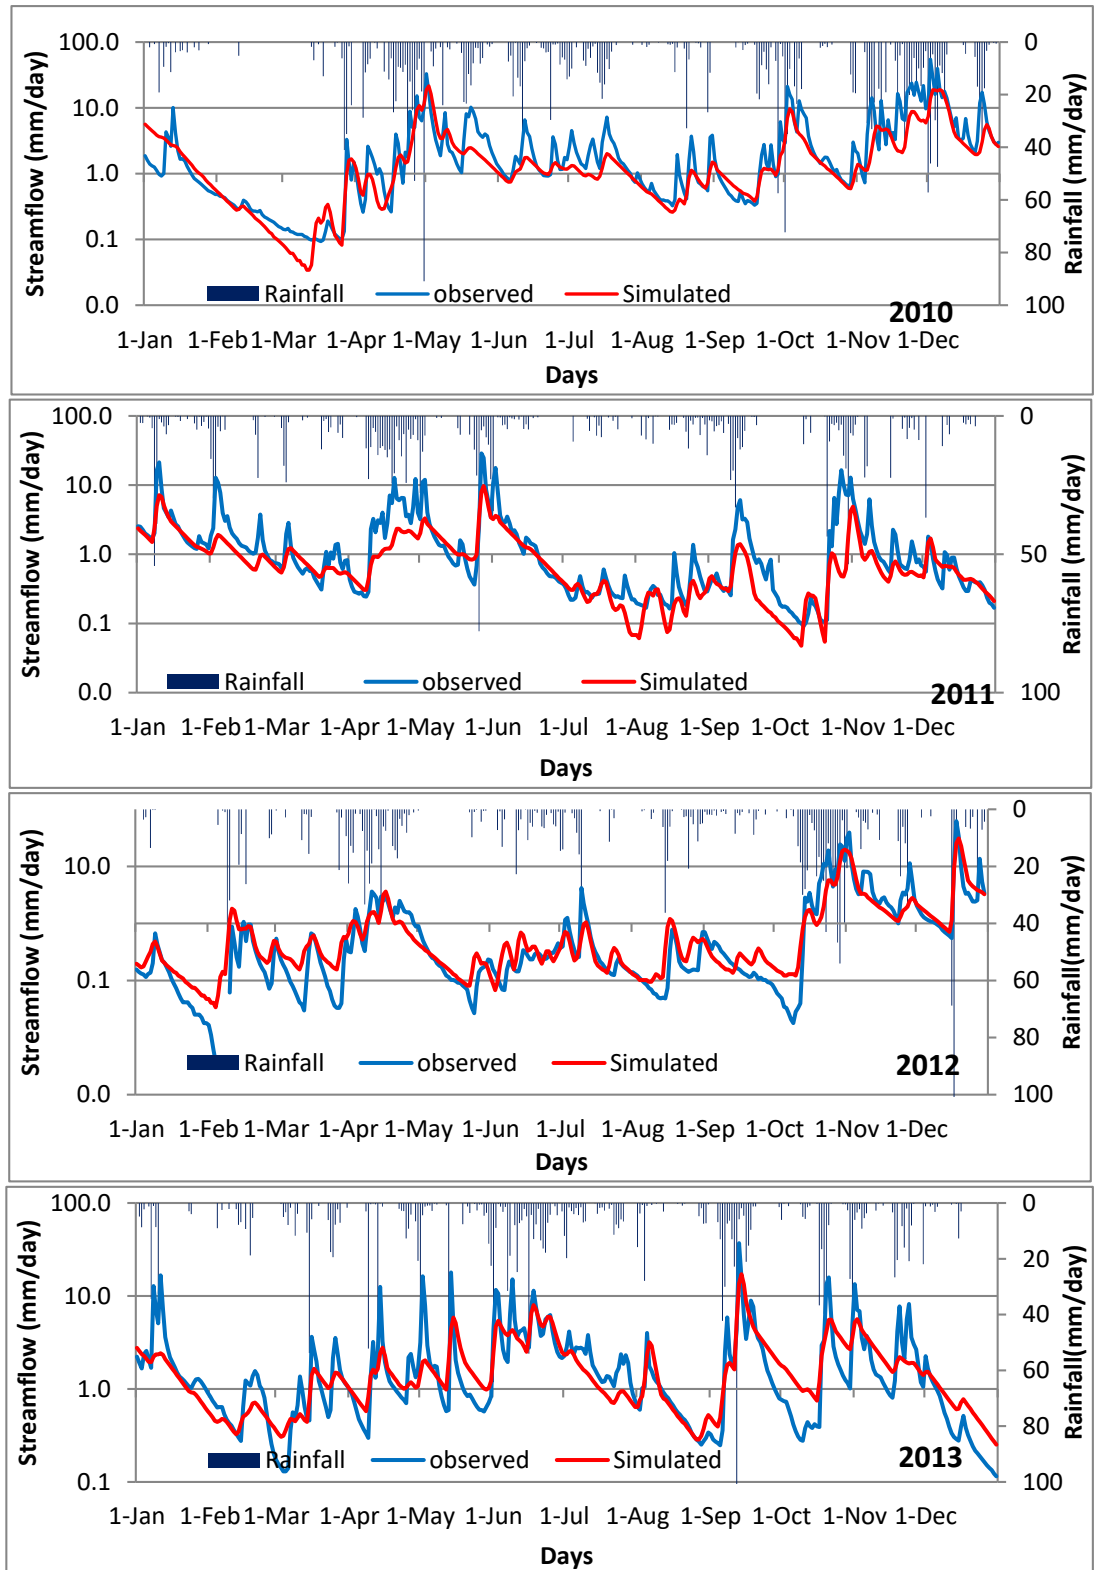 Streamflow (mm/day)
100.0
10.0
1.0
0.1
0.0
0
20
40
60
80
100
Rainfall (mm/day)
Rainfall observed Simulated
2010
1-Jan 1-Feb 1-Mar 1-Apr 1-May 1-Jun 1-Jul 1-Aug 1-Sep 1-Oct 1-Nov 1-Dec
Days
Streamflow (mm/day)
100.0
10.0
1.0
0.1
0.0
0
50
100
Rainfall (mm/day)
Rainfall observed Simulated
2011
1-Jan 1-Feb 1-Mar 1-Apr 1-May 1-Jun 1-Jul 1-Aug 1-Sep 1-Oct 1-Nov 1-Dec
Days
Streamflow (mm/day)
10.0
0.1
0.0
0
20
40
60
80
100
Rainfall(mm/day)
Rainfall observed Simulated
2012
1-Jan 1-Feb 1-Mar 1-Apr 1-May 1-Jun 1-Jul 1-Aug 1-Sep 1-Oct 1-Nov 1-Dec
Days
Streamflow (mm/day)
100.0
10.0
1.0
0.1
0
20
40
60
80
100
Rainfall(mm/day)
Rainfall observed Simulated
2013
1-Jan 1-Feb 1-Mar 1-Apr 1-May 1-Jun 1-Jul 1-Aug 1-Sep 1-Oct 1-Nov 1-Dec
Days